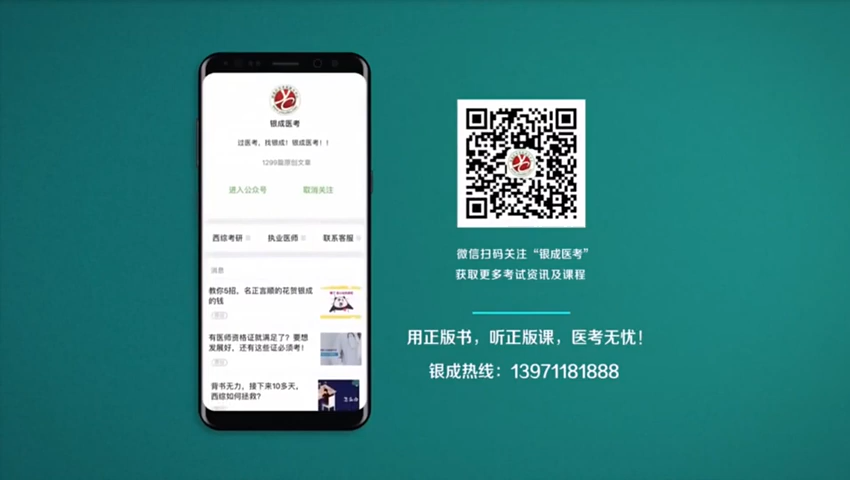 银成医考
过医考，找银成！银成医考！！
1299篇原创文章
进入公众号 取消关注
西综考研 执业医师 联系客服
消息
教你5招，名正言顺的花贺银成
的钱
有医师资格证就满足了？要想
发展好，还有这些证必须考！
背书无力，接下来10多天，
西综如何拯救？
微信扫码关注“银成医考”
获取更多考试资讯及课程
用正版书，听正版课，医考无忧！
银成热线：13971181888